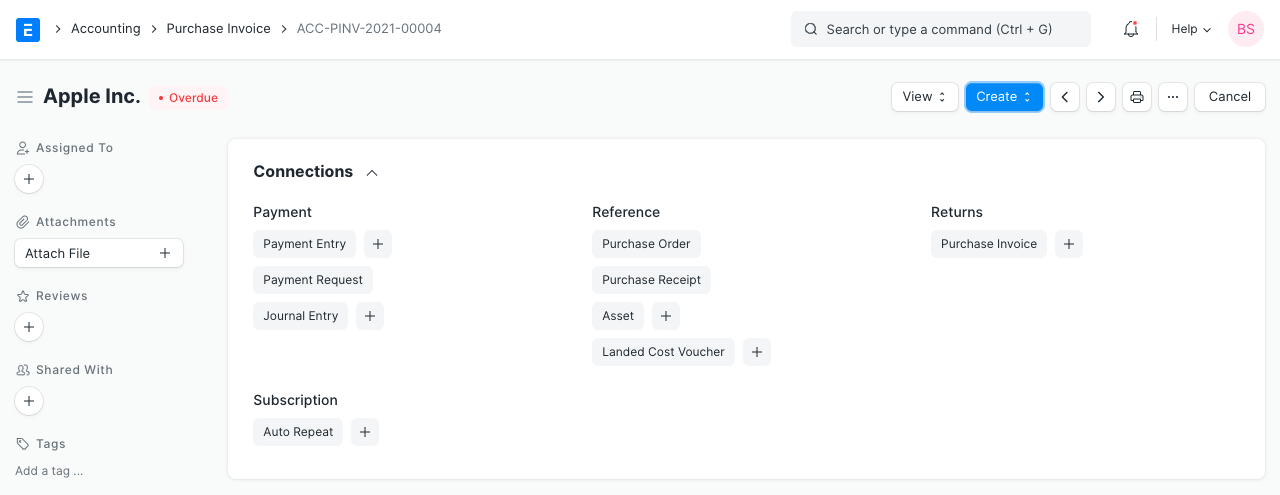 E
Accounting
Purchase Invoice
ACC-PINV-2021-00004
Search or type a command (Ctrl + G)
Help
BS
Apple Inc.
• Overdue
View
Create
...
Cancel
Assigned To
Attachments
Attach File
Reviews
Shared With
Tags
Add a tag ...
Connections
Payment
Payment Entry
Payment Request
Journal Entry
Reference
Purchase Order
Purchase Receipt
Asset
Landed Cost Voucher
Returns
Purchase Invoice
Subscription
Auto Repeat